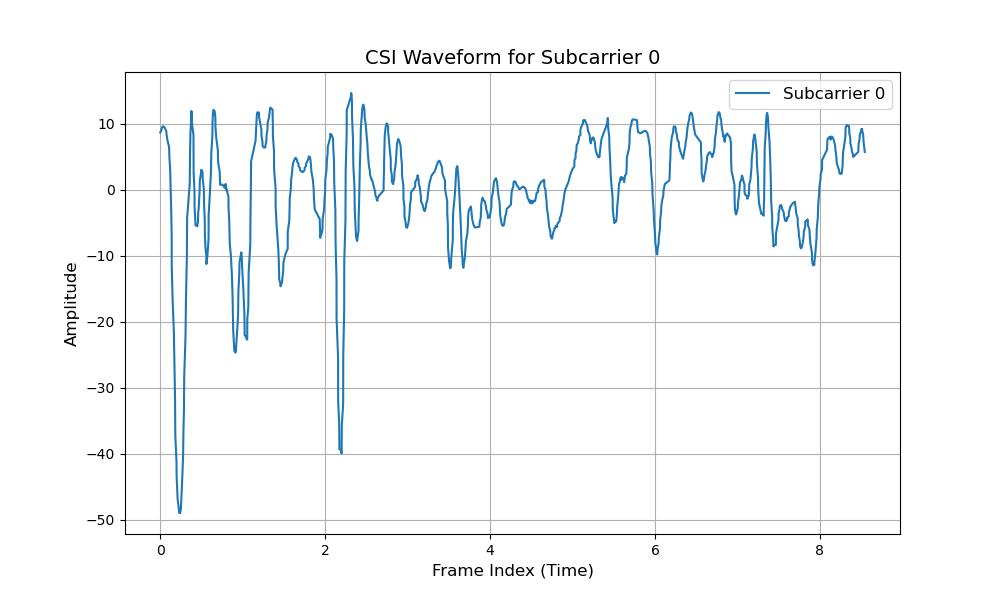 CSI Waveform for Subcarrier 0
Subcarrier 0
10
0
−10
−20
−30
−40
−50
Amplitude
0 2 4 6 8
Frame Index (Time)